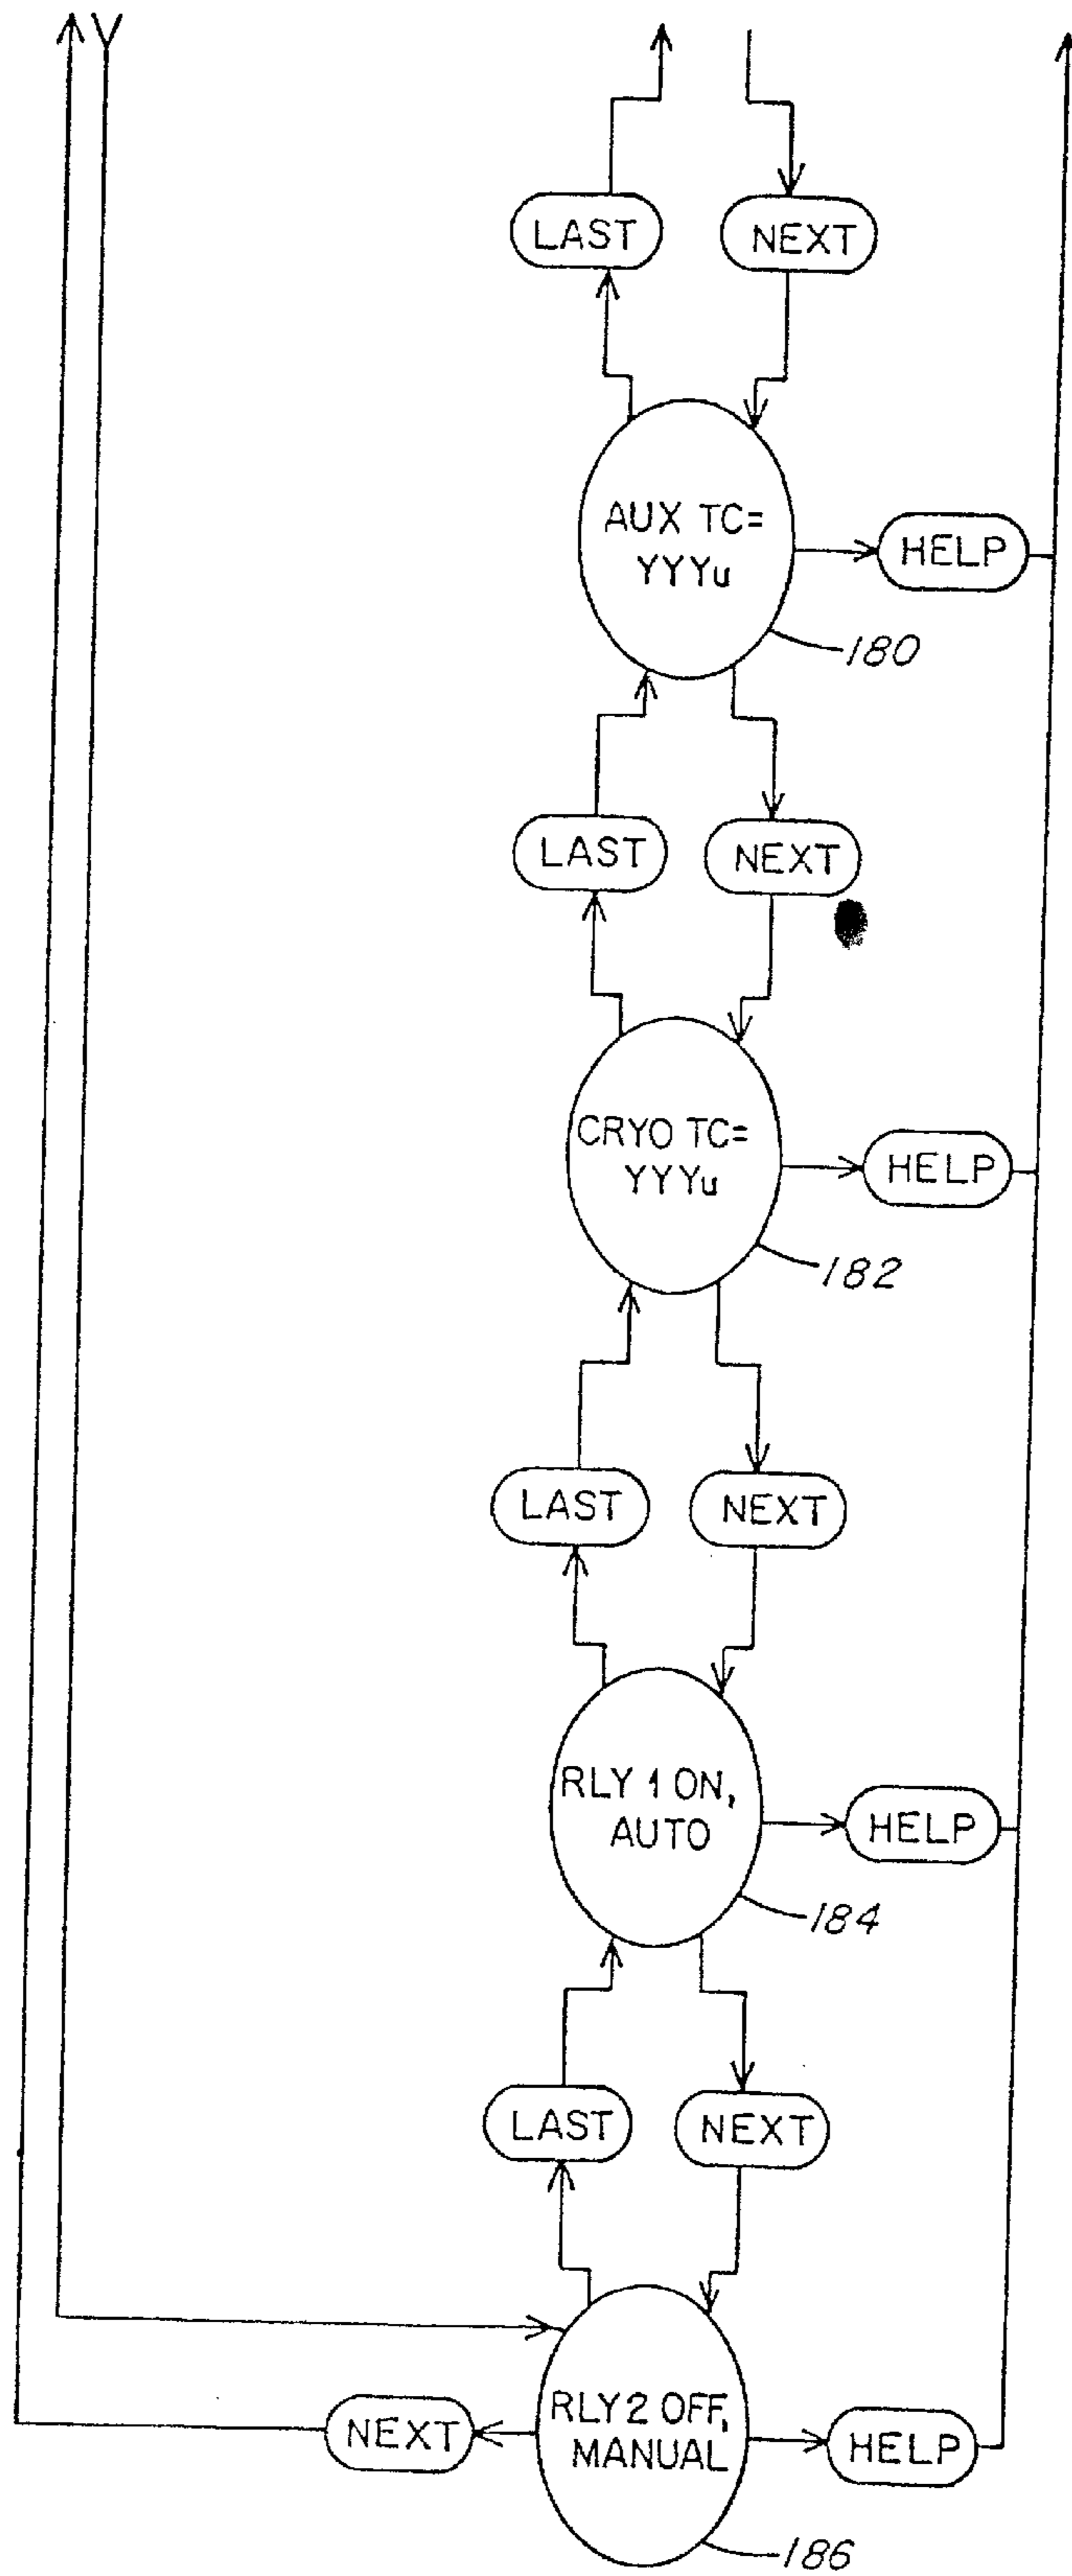 LAST
NEXT
AUX TC=
YYYu
HELP
180
LAST
NEXT
CRYO TC=
YYYu
HELP
182
LAST
NEXT
RLY 1 ON,
AUTO
HELP
184
LAST
NEXT
RLY 2 OFF,
MANUAL
NEXT
HELP
186